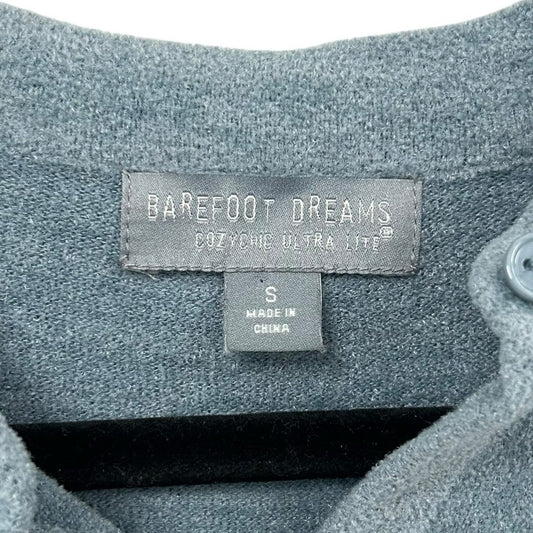 BAREFOOT DREAMS
COZYCHIC ULTRA LITE
S
MADE IN
CHINA